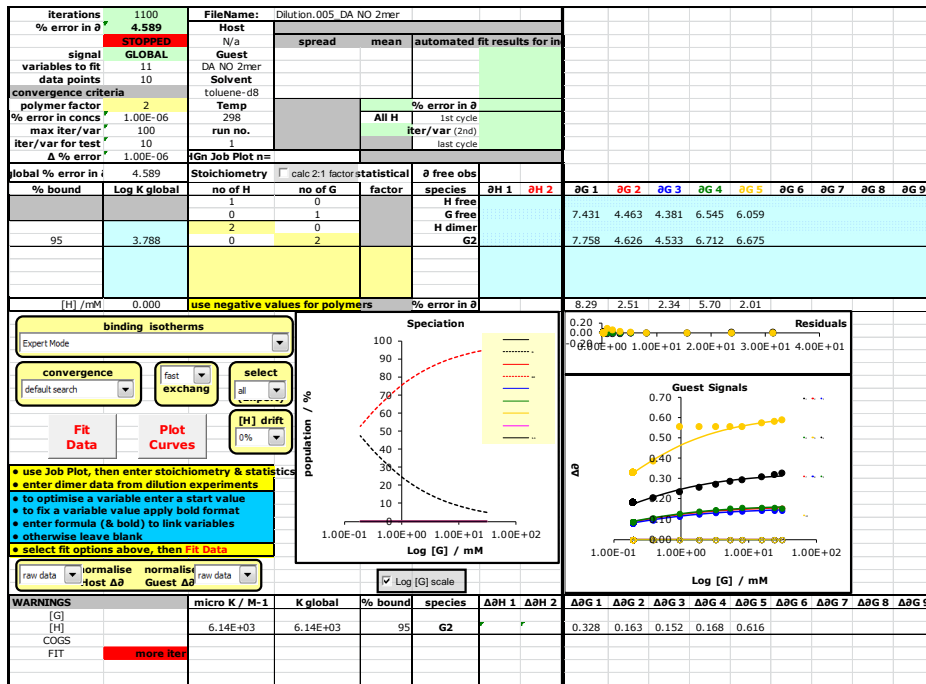 iterations 1100 FileName: Dilution.005_DA NO 2mer
% error in ∂ 4.589 Host
STOPPED N/a spread mean automated fit results for in
signal GLOBAL Guest
variables to fit 11 DA NO 2mer
data points 10 Solvent
convergence criteria toluene-d8
polymer factor 2 Temp % error in ∂
% error in concs 1.00E-06 298 All H 1st cycle
max iter/var 100 run no. iter/var (2nd)
iter/var for test 10 1 last cycle
Δ % error 1.00E-06 HGn Job Plot n=
global % error in ∂ 4.589 Stoichiometry calc 2:1 factor statistical ∂ free obs
% bound Log K global no of H no of G factor species ∂H 1 ∂H 2 ∂G 1 ∂G 2 ∂G 3 ∂G 4 ∂G 5 ∂G 6 ∂G 7 ∂G 8 ∂G 9
1 0 H free
0 1 G free 7.431 4.463 4.381 6.545 6.059
2 0 H dimer
95 3.788 0 2 G2 7.758 4.626 4.533 6.712 6.675
[H] /mM 0.000 use negative values for polymers % error in ∂ 8.29 2.51 2.34 5.70 2.01
binding isotherms
Expert Mode
convergence
default search
fast
exchang
select
all
Fit
Data
Plot
Curves
[H] drift
0%
• use Job Plot, then enter stoichiometry & statistics
• enter dimer data from dilution experiments
• to optimise a variable enter a start value
• to fix a variable value apply bold format
• enter formula (& bold) to link variables
• otherwise leave blank
• select fit options above, then Fit Data
raw data normalise Host Δ∂ normalise Guest Δ∂ raw data
Speciation
population / %
100
90
80
70
60
50
40
30
20
10
0
1.00E-01 1.00E+00 1.00E+01 1.00E+02
Log [G] / mM
Log [G] scale
Residuals
0.20
0.00
-0.20
0.00E+00 1.00E+01 2.00E+01 3.00E+01 4.00E+01
Guest Signals
Δ∂
0.70
0.60
0.50
0.40
0.30
0.20
0.10
0.00
1.00E-01 1.00E+00 1.00E+01 1.00E+02
Log [G] / mM
WARNINGS micro K / M-1 K global % bound species Δ∂H 1 Δ∂H 2 Δ∂G 1 Δ∂G 2 Δ∂G 3 Δ∂G 4 Δ∂G 5 Δ∂G 6 Δ∂G 7 Δ∂G 8 Δ∂G 9
[G]
[H] 6.14E+03 6.14E+03 95 G2 0.328 0.163 0.152 0.168 0.616
COGS
FIT more iter